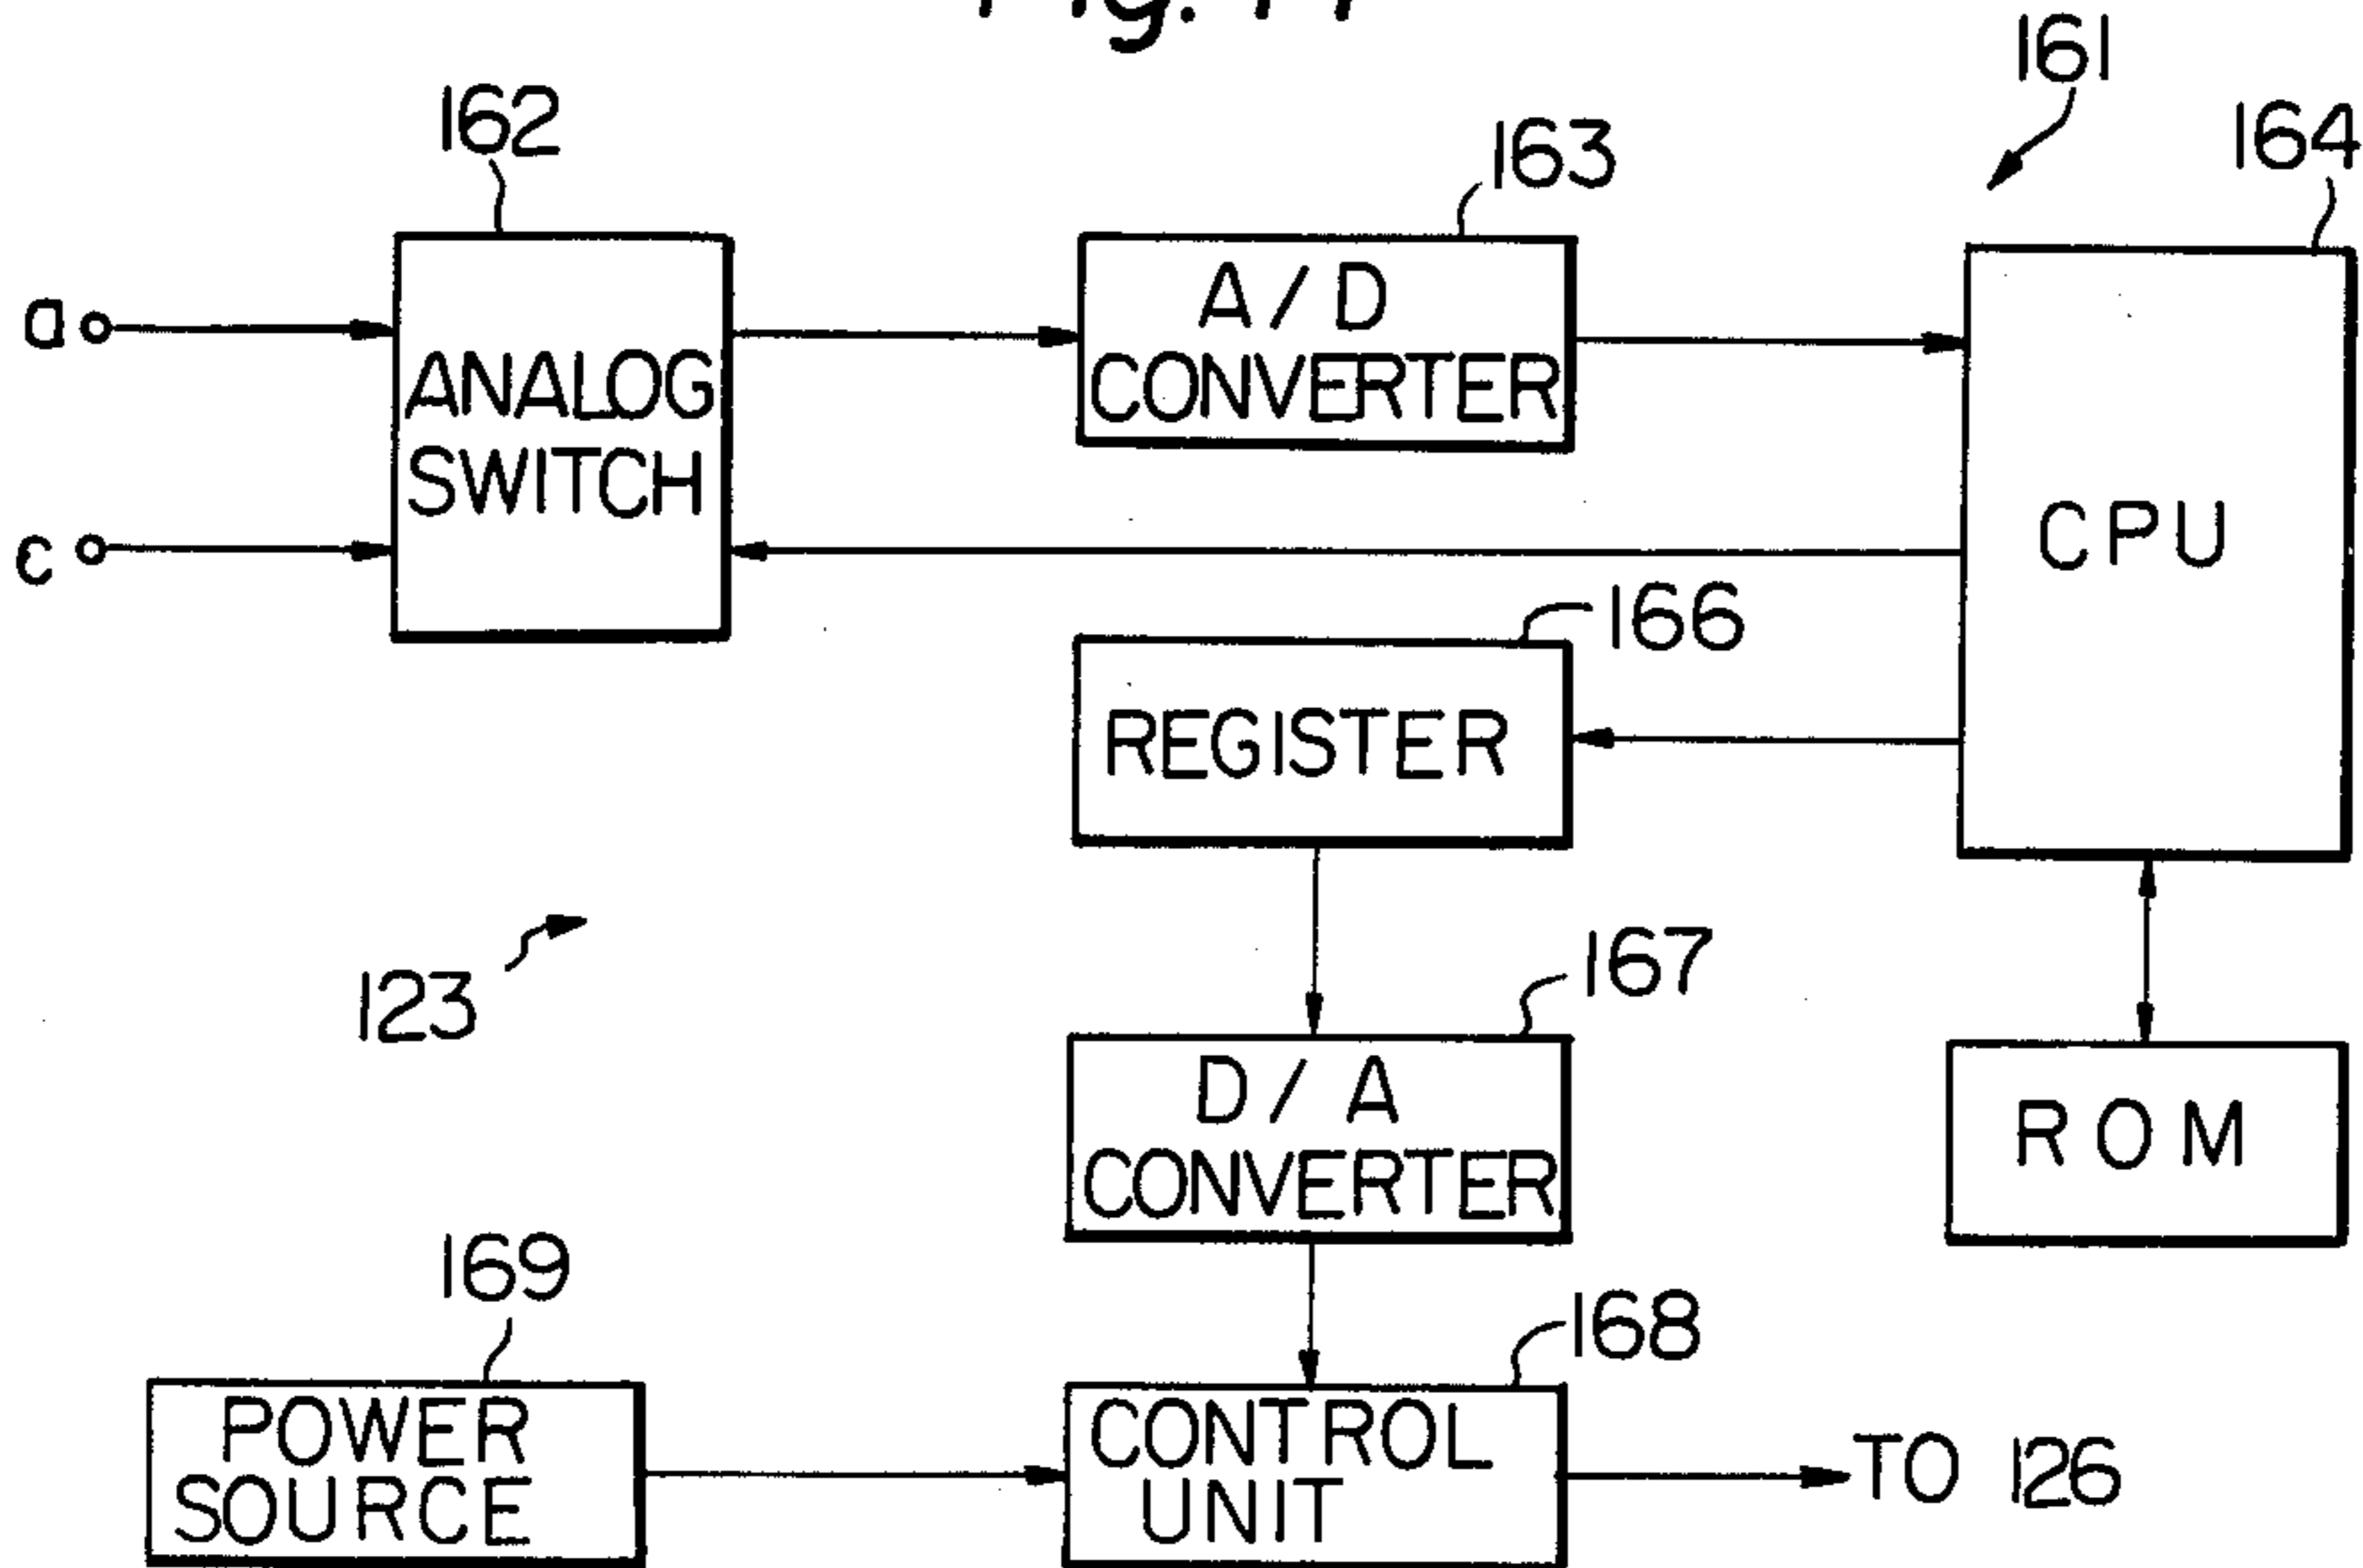 161
162
163
164
a
A/D
CONVERTER
ANALOG
SWITCH
c
CPU
166
REGISTER
123
167
D/A
CONVERTER
ROM
169
168
POWER
SOURCE
CONTROL
UNIT
TO 126